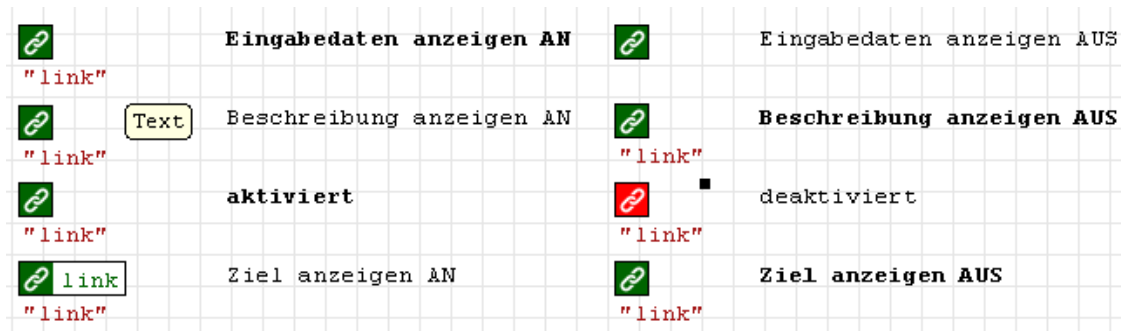 Eingabedaten anzeigen AN Eingabedaten anzeigen AUS
"link"
Text Beschreibung anzeigen AN Beschreibung anzeigen AUS
"link" "link"
aktiviert deaktiviert
"link" "link"
link Ziel anzeigen AN Ziel anzeigen AUS
"link" "link"